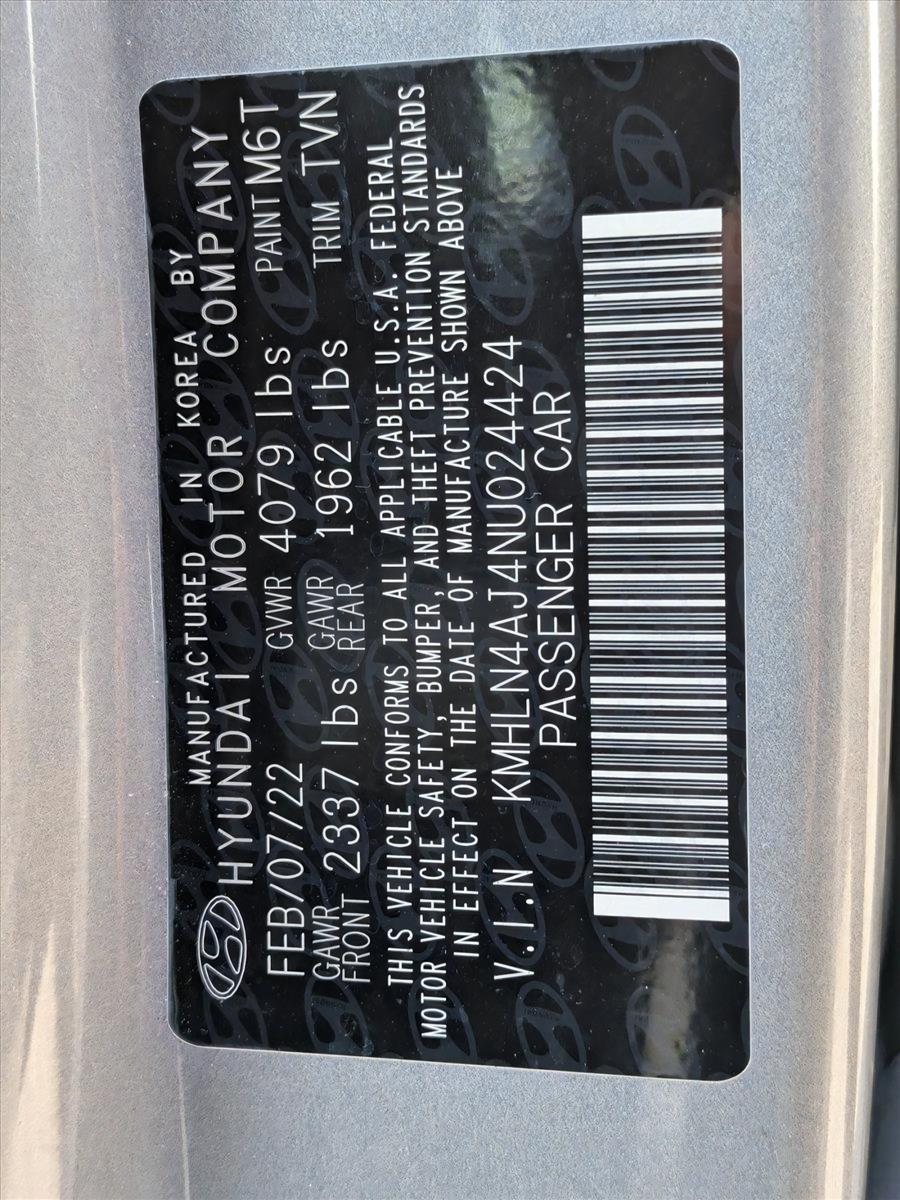 MANUFACTURED IN KOREA BY
HYUNDAI MOTOR COMPANY
FEB/07/22 GVWR 4079 lbs PAINT M6T
GAWR FRONT 2337 lbs GAWR REAR 1962 lbs TRIM TVN
THIS VEHICLE CONFORMS TO ALL APPLICABLE U.S.A. FEDERAL
MOTOR VEHICLE SAFETY, BUMPER, AND THEFT PREVENTION STANDARDS
IN EFFECT ON THE DATE OF MANUFACTURE SHOWN ABOVE
V.I.N KMHLN4AJ4NU024424
PASSENGER CAR